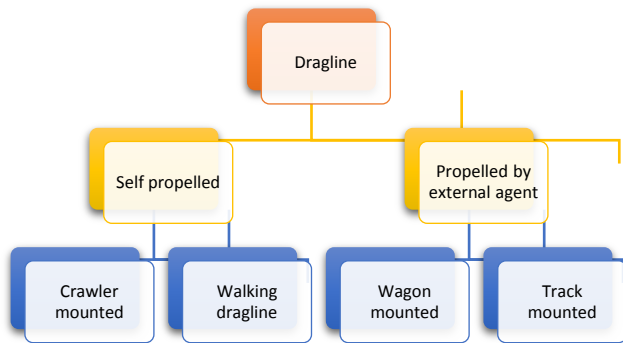 Dragline
Self propelled
Propelled by
external agent
Crawler
mounted
Walking
dragline
Wagon
mounted
Track
mounted